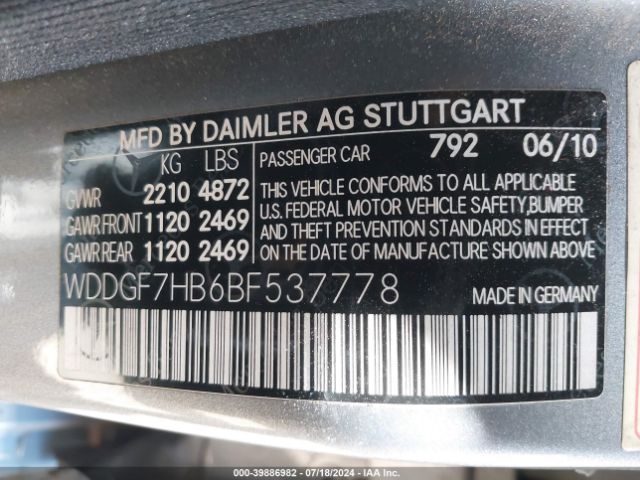 MFD BY DAIMLER AG STUTTGART
KG LBS PASSENGER CAR 792 06/10
GVWR 2210 4872
GAWR FRONT 1120 2469
GAWR REAR 1120 2469
THIS VEHICLE CONFORMS TO ALL APPLICABLE
U.S. FEDERAL MOTOR VEHICLE SAFETY,BUMPER
AND THEFT PREVENTION STANDARDS IN EFFECT
ON THE DATE OF MANUFACTURE SHOWN ABOVE
WDDGF7HB6BF537778 MADE IN GERMANY
000-39886982 - 07/18/2024 - IAA Inc.